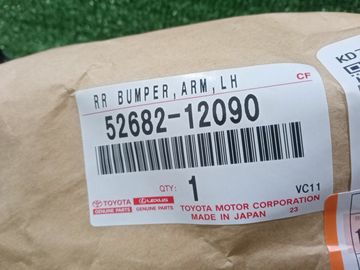 RR BUMPER, ARM, LH
CF
KD
52682-12090
QTY: 1
VC11
TOYOTA GENUINE PARTS
LEXUS GENUINE PARTS
TOYOTA MOTOR CORPORATION
MADE IN JAPAN 23